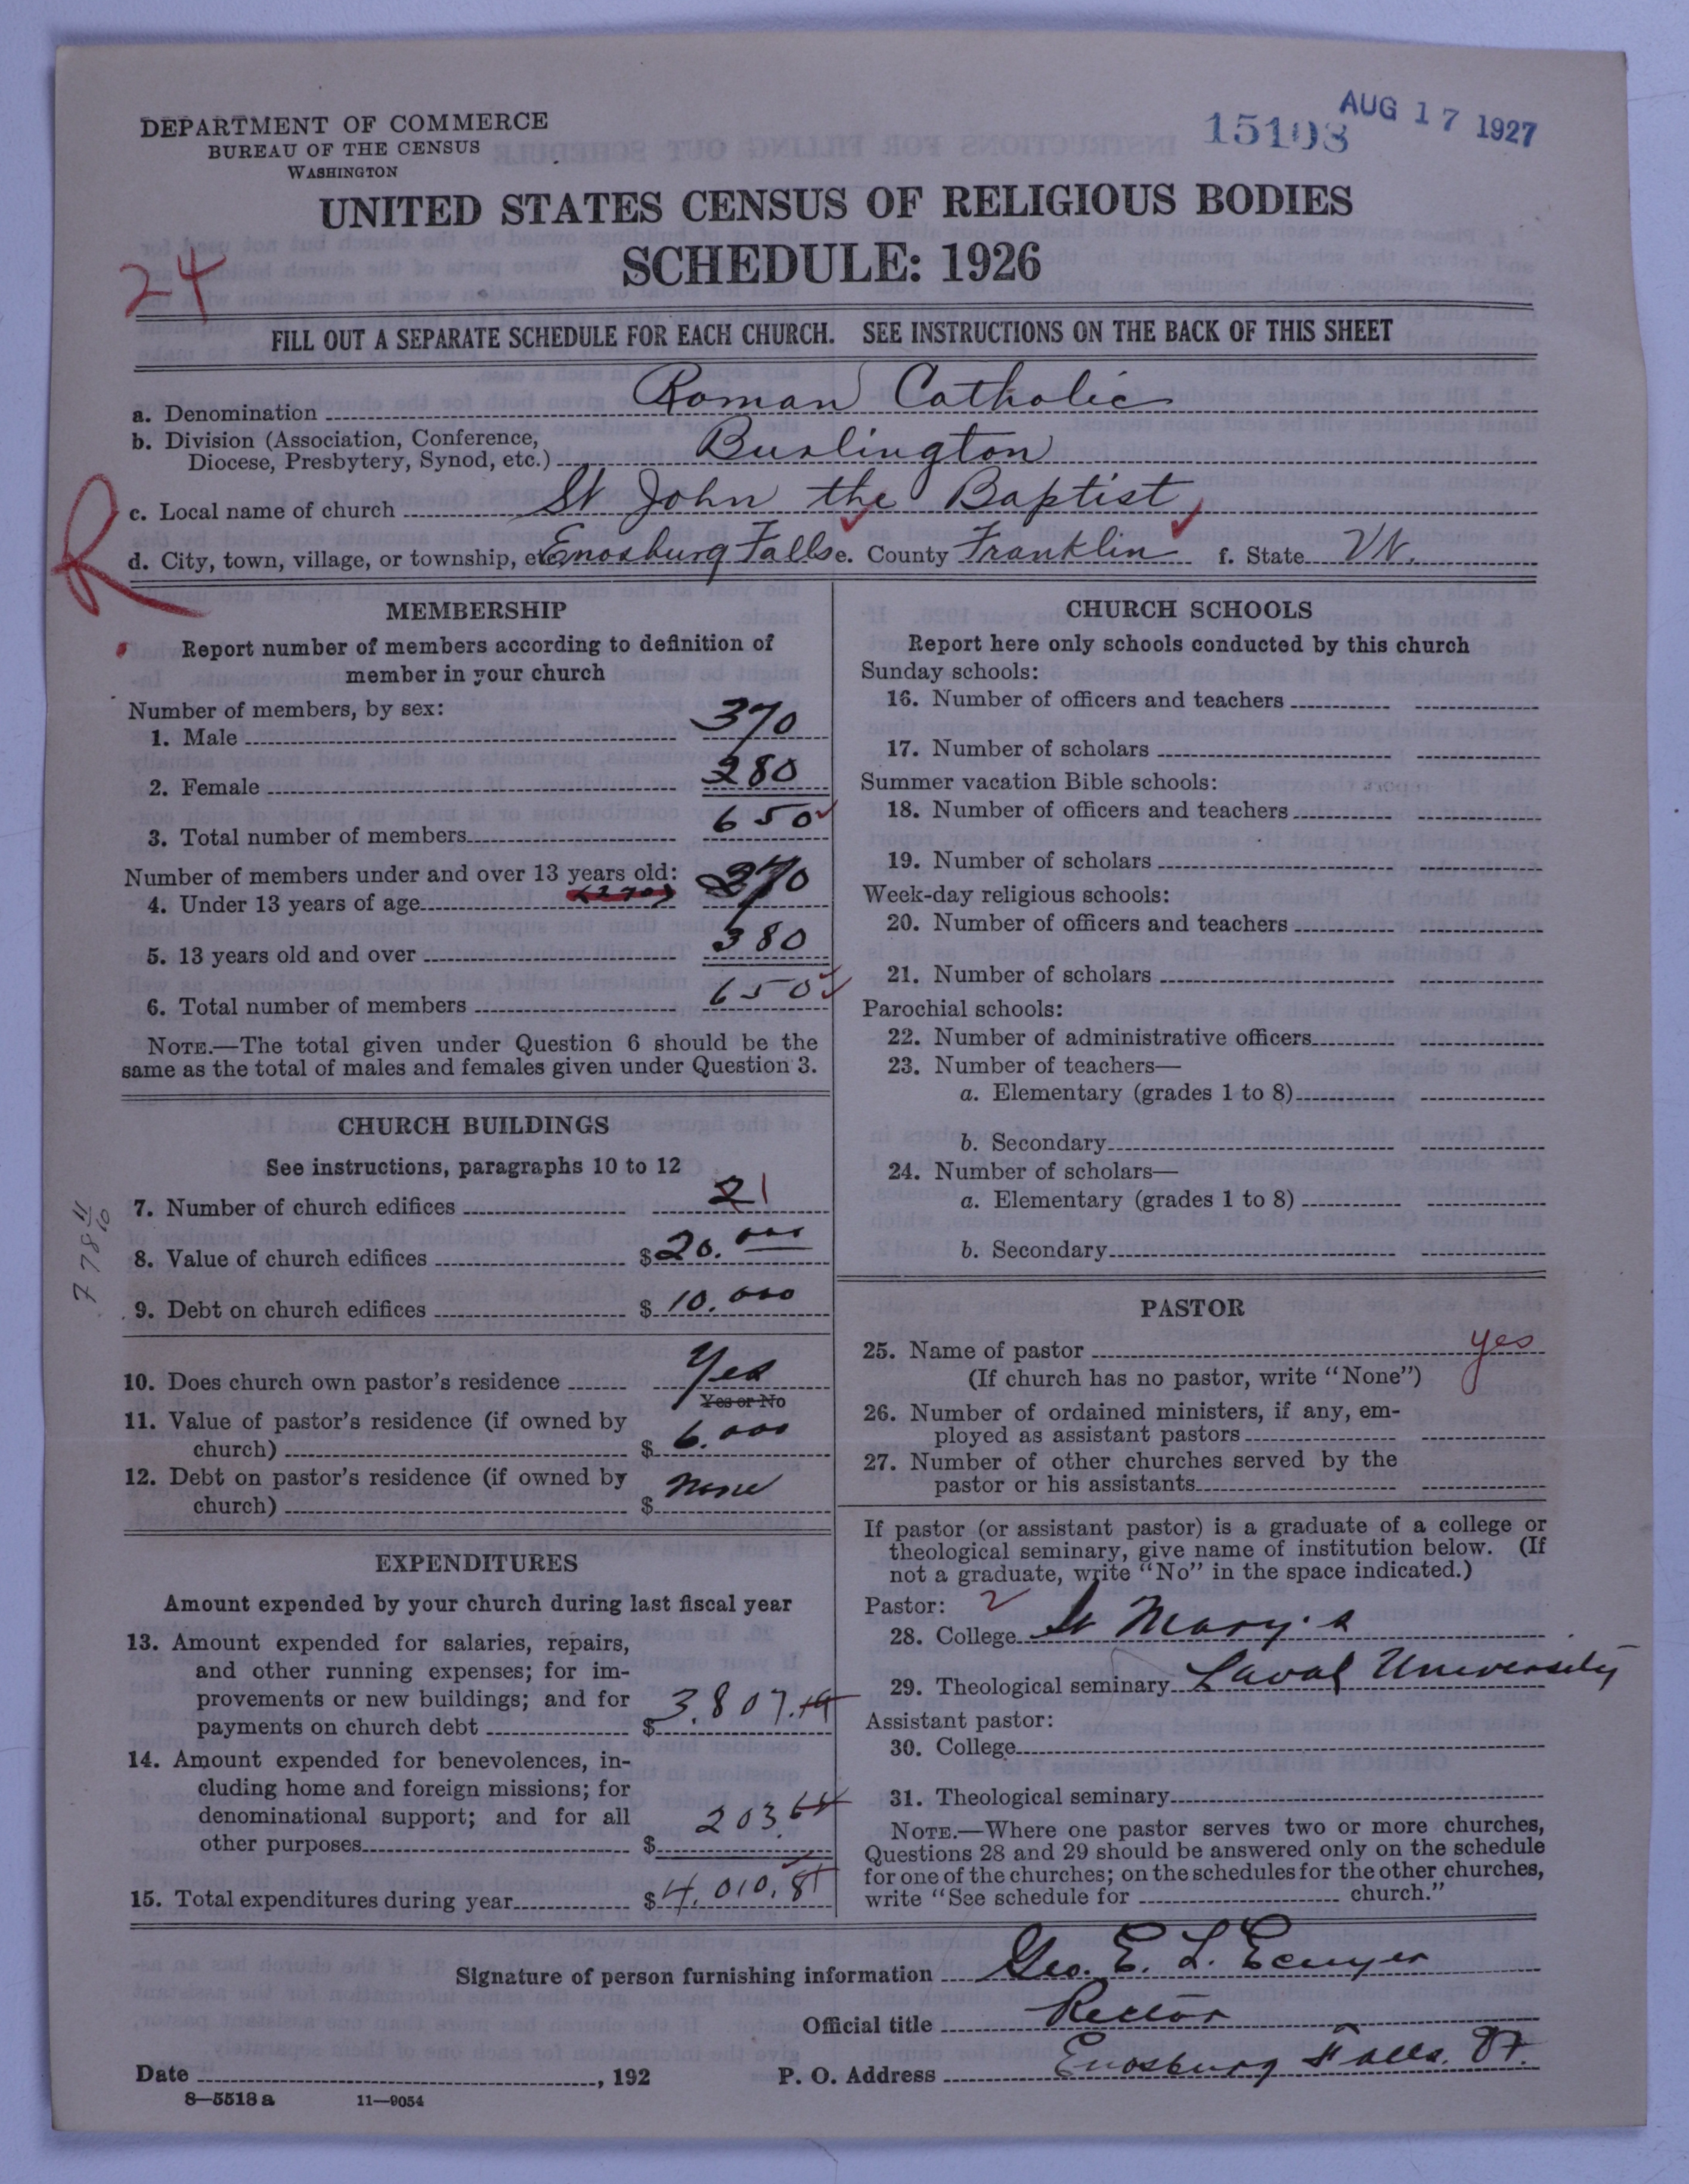 DEPARTMENT OF COMMERCE
BUREAU OF THE CENSUS
WASHINGTON
15103
AUG 17 1927
UNITED STATES CENSUS OF RELIGIOUS BODIES
SCHEDULE: 1926
24
FILL OUT A SEPARATE SCHEDULE FOR EACH CHURCH. SEE INSTRUCTIONS ON THE BACK OF THIS SHEET
a. Denomination Roman Catholic
b. Division (Association, Conference,
Diocese, Presbytery, Synod, etc.) Burlington
R
c. Local name of church St John the Baptist
d. City, town, village, or township, etc Enosburg Falls e. County Franklin f. State Vt.
MEMBERSHIP
Report number of members according to definition of
member in your church
Number of members, by sex:
1. Male 370
2. Female 280
3. Total number of members 650
Number of members under and over 13 years old:
4. Under 13 years of age (270) 270
5. 13 years old and over 380
6. Total number of members 650
NOTE.—The total given under Question 6 should be the
same as the total of males and females given under Question 3.
CHURCH BUILDINGS
See instructions, paragraphs 10 to 12
7. Number of church edifices 2 1
8. Value of church edifices $ 20.000
9. Debt on church edifices $ 10.000
10. Does church own pastor's residence Yes
Yes or No
11. Value of pastor's residence (if owned by
church) $ 6.000
12. Debt on pastor's residence (if owned by
church) $ none
EXPENDITURES
Amount expended by your church during last fiscal year
13. Amount expended for salaries, repairs,
and other running expenses; for im-
provements or new buildings; and for
payments on church debt $ 3.807.19
14. Amount expended for benevolences, in-
cluding home and foreign missions; for
denominational support; and for all
other purposes $ 203.64
15. Total expenditures during year $ 4.010.81
CHURCH SCHOOLS
Report here only schools conducted by this church
Sunday schools:
16. Number of officers and teachers
17. Number of scholars
Summer vacation Bible schools:
18. Number of officers and teachers
19. Number of scholars
Week-day religious schools:
20. Number of officers and teachers
21. Number of scholars
Parochial schools:
22. Number of administrative officers
23. Number of teachers—
a. Elementary (grades 1 to 8)
b. Secondary
24. Number of scholars—
a. Elementary (grades 1 to 8)
b. Secondary
PASTOR
25. Name of pastor yes
(If church has no pastor, write "None")
26. Number of ordained ministers, if any, em-
ployed as assistant pastors
27. Number of other churches served by the
pastor or his assistants
If pastor (or assistant pastor) is a graduate of a college or
theological seminary, give name of institution below. (If
not a graduate, write "No" in the space indicated.)
Pastor: 2
28. College St Mary's
29. Theological seminary Laval University
Assistant pastor:
30. College
31. Theological seminary
NOTE.—Where one pastor serves two or more churches,
Questions 28 and 29 should be answered only on the schedule
for one of the churches; on the schedules for the other churches,
write "See schedule for church."
Signature of person furnishing information Geo. E. L. Ecuyer
Official title Rector
Date , 192
P. O. Address Enosburg Falls. Vt.
8—5518 a
11—9054